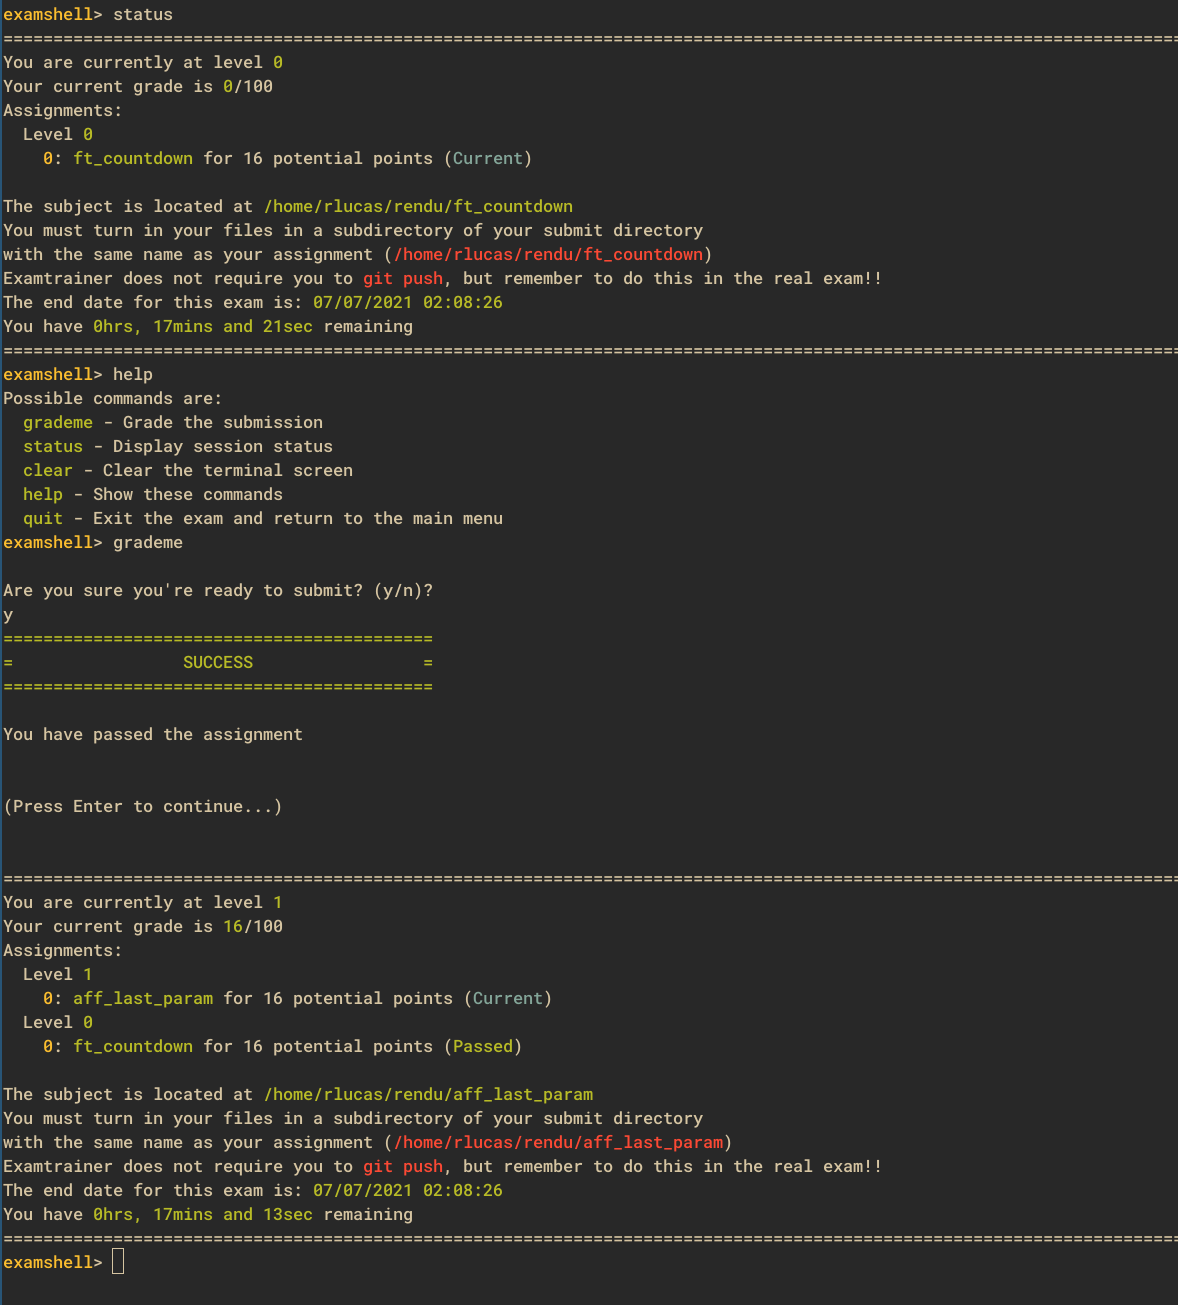 examshell> status
======================================================================================================================
You are currently at level 0
Your current grade is 0/100
Assignments:
  Level 0
    0: ft_countdown for 16 potential points (Current)

The subject is located at /home/rlucas/rendu/ft_countdown
You must turn in your files in a subdirectory of your submit directory
with the same name as your assignment (/home/rlucas/rendu/ft_countdown)
Examtrainer does not require you to git push, but remember to do this in the real exam!!
The end date for this exam is: 07/07/2021 02:08:26
You have 0hrs, 17mins and 21sec remaining
======================================================================================================================
examshell> help
Possible commands are:
  grademe - Grade the submission
  status - Display session status
  clear - Clear the terminal screen
  help - Show these commands
  quit - Exit the exam and return to the main menu
examshell> grademe

Are you sure you're ready to submit? (y/n)?
y
===========================================
=                 SUCCESS                 =
===========================================

You have passed the assignment


(Press Enter to continue...)


======================================================================================================================
You are currently at level 1
Your current grade is 16/100
Assignments:
  Level 1
    0: aff_last_param for 16 potential points (Current)
  Level 0
    0: ft_countdown for 16 potential points (Passed)

The subject is located at /home/rlucas/rendu/aff_last_param
You must turn in your files in a subdirectory of your submit directory
with the same name as your assignment (/home/rlucas/rendu/aff_last_param)
Examtrainer does not require you to git push, but remember to do this in the real exam!!
The end date for this exam is: 07/07/2021 02:08:26
You have 0hrs, 17mins and 13sec remaining
======================================================================================================================
examshell>